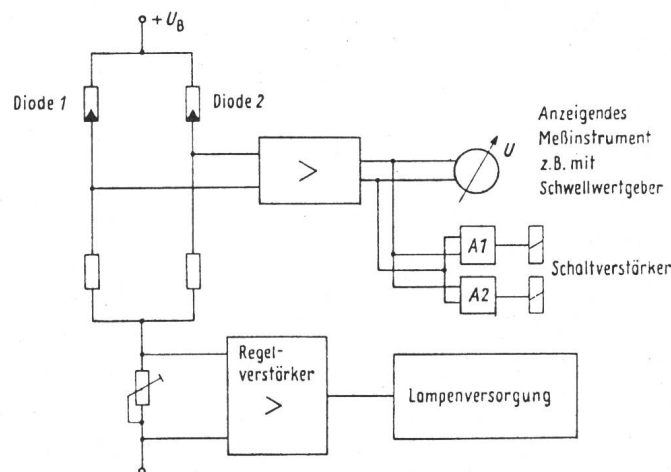 + U_B
Diode 1
Diode 2
>
U
Anzeigendes
Meßinstrument
z.B. mit
Schwellwertgeber
A1
A2
Schaltverstärker
Regel-
verstärker
>
Lampenversorgung